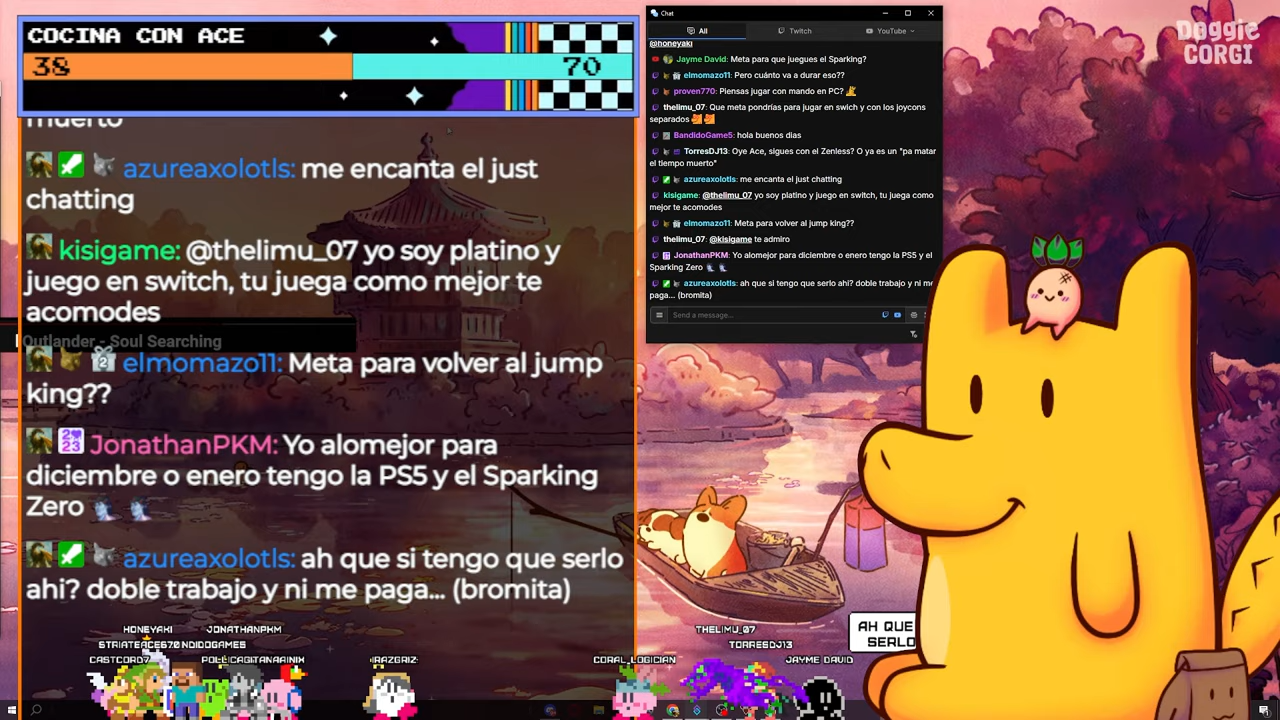 COCINA CON ACE
38
70
muerto
azureaxolotls: me encanta el just
chatting
kisigame: @thelimu_07 yo soy platino y
juego en switch, tu juega como mejor te
acomodes
Outlander - Soul Searching
elmomazo11: Meta para volver al jump
king??
JonathanPKM: Yo alomejor para
diciembre o enero tengo la PS5 y el Sparking
Zero
azureaxolotls: ah que si tengo que serlo
ahi? doble trabajo y ni me paga... (bromita)
Chat
All
Twitch
YouTube
@honeyaki
Jayme David: Meta para que juegues el Sparking?
elmomazo11: Pero cuánto va a durar eso??
proven770: Piensas jugar con mando en PC?
thelimu_07: Que meta pondrías para jugar en swich y con los joycons
separados
BandidoGame5: hola buenos dias
TorresDJ13: Oye Ace, sigues con el Zenless? O ya es un "pa matar
el tiempo muerto"
azureaxolotls: me encanta el just chatting
kisigame: @thelimu_07 yo soy platino y juego en switch, tu juega como
mejor te acomodes
elmomazo11: Meta para volver al jump king??
thelimu_07: @kisigame te admiro
JonathanPKM: Yo alomejor para diciembre o enero tengo la PS5 y el
Sparking Zero
azureaxolotls: ah que si tengo que serlo ahi? doble trabajo y ni me
paga... (bromita)
Send a message...
Doggie
CORGI
AH QUE
SERLO
HONEYAKI
JONATHANPKM
CASTCORD7
RAZGRIZ
CORAL_LOGICIAN
THELIMU_07
TORRESDJ13
JAYME DAVID